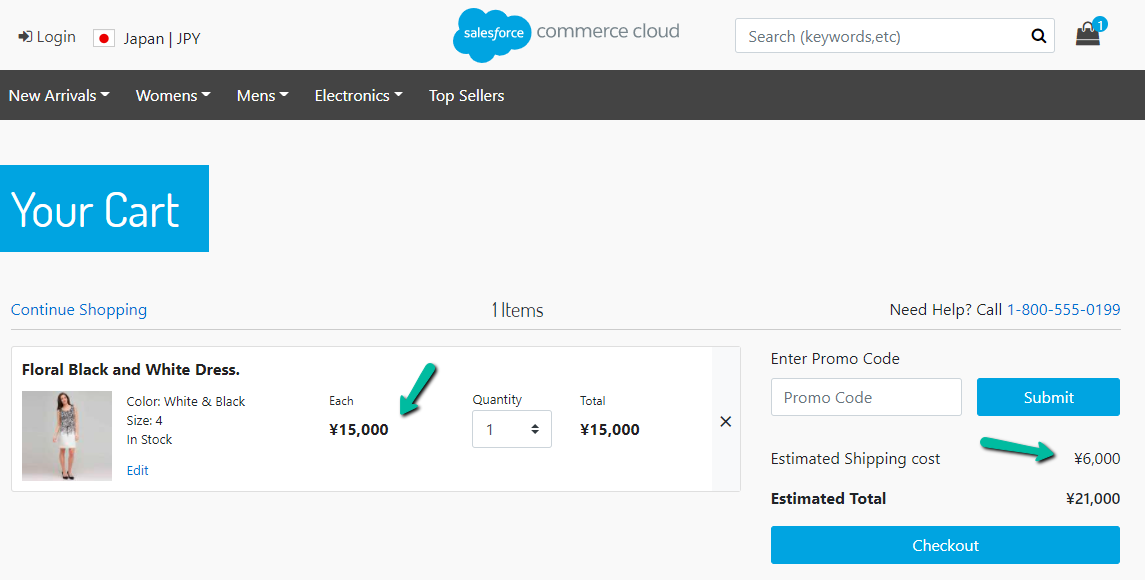 Login
Japan | JPY
salesforce commerce cloud
Search (keywords,etc)
1
New Arrivals Womens Mens Electronics Top Sellers
Your Cart
Continue Shopping
1 Items
Need Help? Call 1-800-555-0199
Floral Black and White Dress.
Color: White & Black
Size: 4
In Stock
Edit
Each
¥15,000
Quantity
1
Total
¥15,000
Enter Promo Code
Promo Code
Submit
Estimated Shipping cost ¥6,000
Estimated Total ¥21,000
Checkout